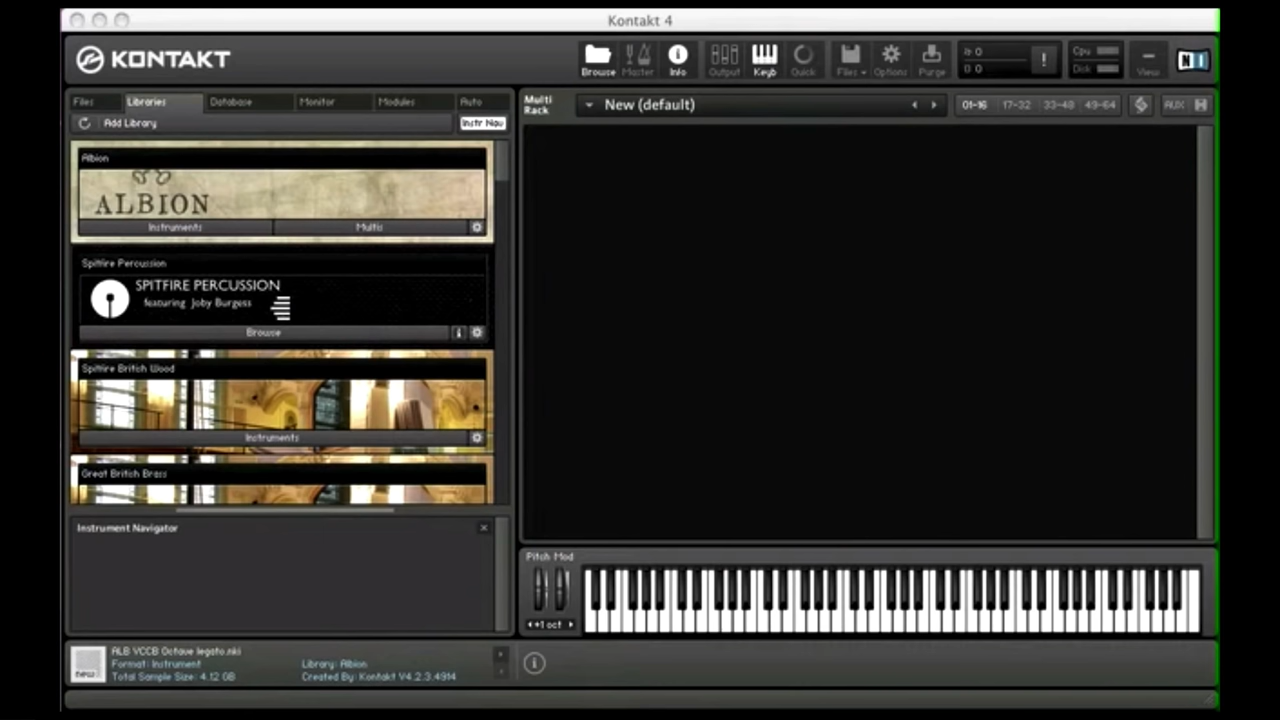 Kontakt 4
KONTAKT
Browse
Master
Info
Output
Keyb
Quick
Files
Options
Purge
0
0
!
Cpu
Disk
View
NI
Files
Libraries
Database
Monitor
Modules
Auto
Add Library
Instr Nav
Multi
Rack
New (default)
01-16
17-32
33-48
49-64
AUX
Albion
ALBION
Instruments
Multis
Spitfire Percussion
SPITFIRE PERCUSSION
featuring Joby Burgess
Browse
Spitfire British Wood
Instruments
Great British Brass
Instrument Navigator
Pitch Mod
+1 oct
new
ALB VCCB Octave legato.nki
Format: Instrument
Library: Albion
Total Sample Size: 4.12 GB
Created By: Kontakt V4.2.3.4914